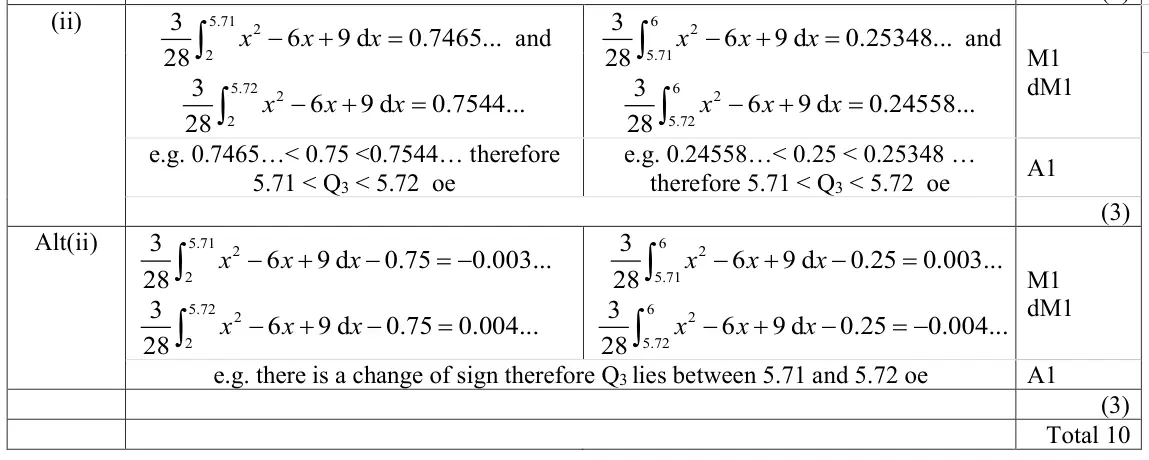 (ii)
3/28 ∫₂^5.71 x² − 6x + 9 dx = 0.7465... and
3/28 ∫₂^5.72 x² − 6x + 9 dx = 0.7544...
3/28 ∫_5.71^6 x² − 6x + 9 dx = 0.25348... and
3/28 ∫_5.72^6 x² − 6x + 9 dx = 0.24558...
M1
dM1
e.g. 0.7465…< 0.75 <0.7544… therefore
5.71 < Q₃ < 5.72 oe
e.g. 0.24558…< 0.25 < 0.25348 …
therefore 5.71 < Q₃ < 5.72 oe
A1
(3)
Alt(ii)
3/28 ∫₂^5.71 x² − 6x + 9 dx − 0.75 = −0.003...
3/28 ∫₂^5.72 x² − 6x + 9 dx − 0.75 = 0.004...
3/28 ∫_5.71^6 x² − 6x + 9 dx − 0.25 = 0.003...
3/28 ∫_5.72^6 x² − 6x + 9 dx − 0.25 = −0.004...
M1
dM1
e.g. there is a change of sign therefore Q₃ lies between 5.71 and 5.72 oe
A1
(3)
Total 10